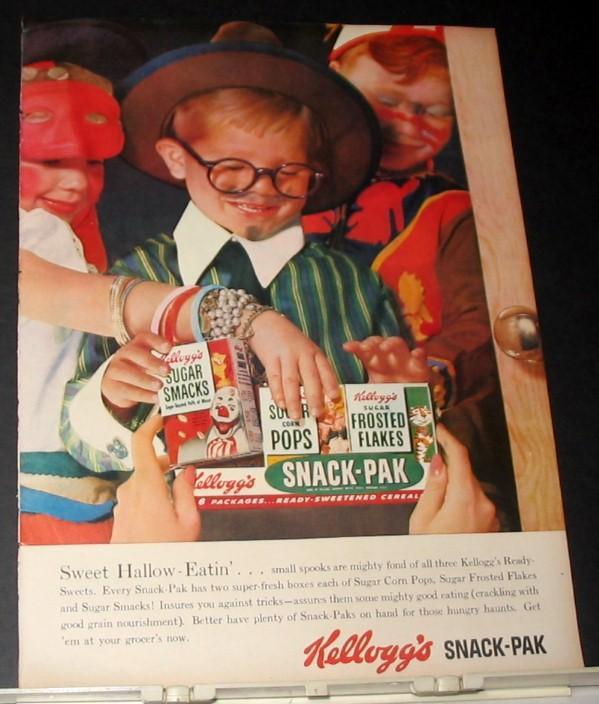 Kellogg's
SUGAR
SMACKS
SUGAR
CORN
POPS
Kellogg's
SUGAR
FROSTED
FLAKES
Kellogg's SNACK-PAK
6 PACKAGES...READY-SWEETENED CEREAL
Sweet Hallow-Eatin'... small spooks are mighty fond of all three Kellogg's Ready-
Sweets. Every Snack-Pak has two super-fresh boxes each of Sugar Corn Pops, Sugar Frosted Flakes
and Sugar Smacks! Insures you against tricks—assures them some mighty good eating (crackling with
good grain nourishment). Better have plenty of Snack-Paks on hand for those hungry haunts. Get
'em at your grocer's now.
Kellogg's SNACK-PAK